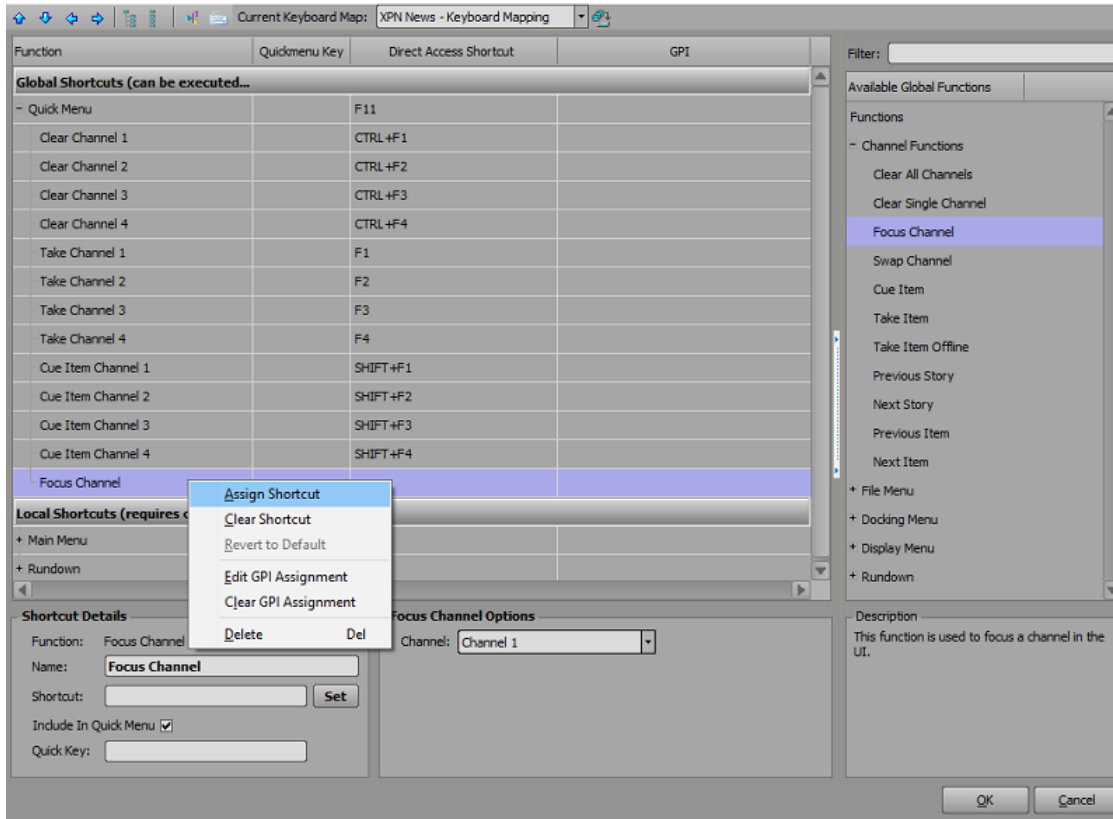 Current Keyboard Map: XPN News - Keyboard Mapping
Function Quickmenu Key Direct Access Shortcut GPI
Global Shortcuts (can be executed...
- Quick Menu F11
Clear Channel 1 CTRL+F1
Clear Channel 2 CTRL+F2
Clear Channel 3 CTRL+F3
Clear Channel 4 CTRL+F4
Take Channel 1 F1
Take Channel 2 F2
Take Channel 3 F3
Take Channel 4 F4
Cue Item Channel 1 SHIFT+F1
Cue Item Channel 2 SHIFT+F2
Cue Item Channel 3 SHIFT+F3
Cue Item Channel 4 SHIFT+F4
Focus Channel
Local Shortcuts (requires
+ Main Menu
+ Rundown
Assign Shortcut
Clear Shortcut
Revert to Default
Edit GPI Assignment
Clear GPI Assignment
Delete Del
Shortcut Details
Function: Focus Channel
Name: Focus Channel
Shortcut: Set
Include In Quick Menu
Quick Key:
Focus Channel Options
Channel: Channel 1
Filter:
Available Global Functions
Functions
- Channel Functions
Clear All Channels
Clear Single Channel
Focus Channel
Swap Channel
Cue Item
Take Item
Take Item Offline
Previous Story
Next Story
Previous Item
Next Item
+ File Menu
+ Docking Menu
+ Display Menu
+ Rundown
Description
This function is used to focus a channel in the
UI.
OK Cancel